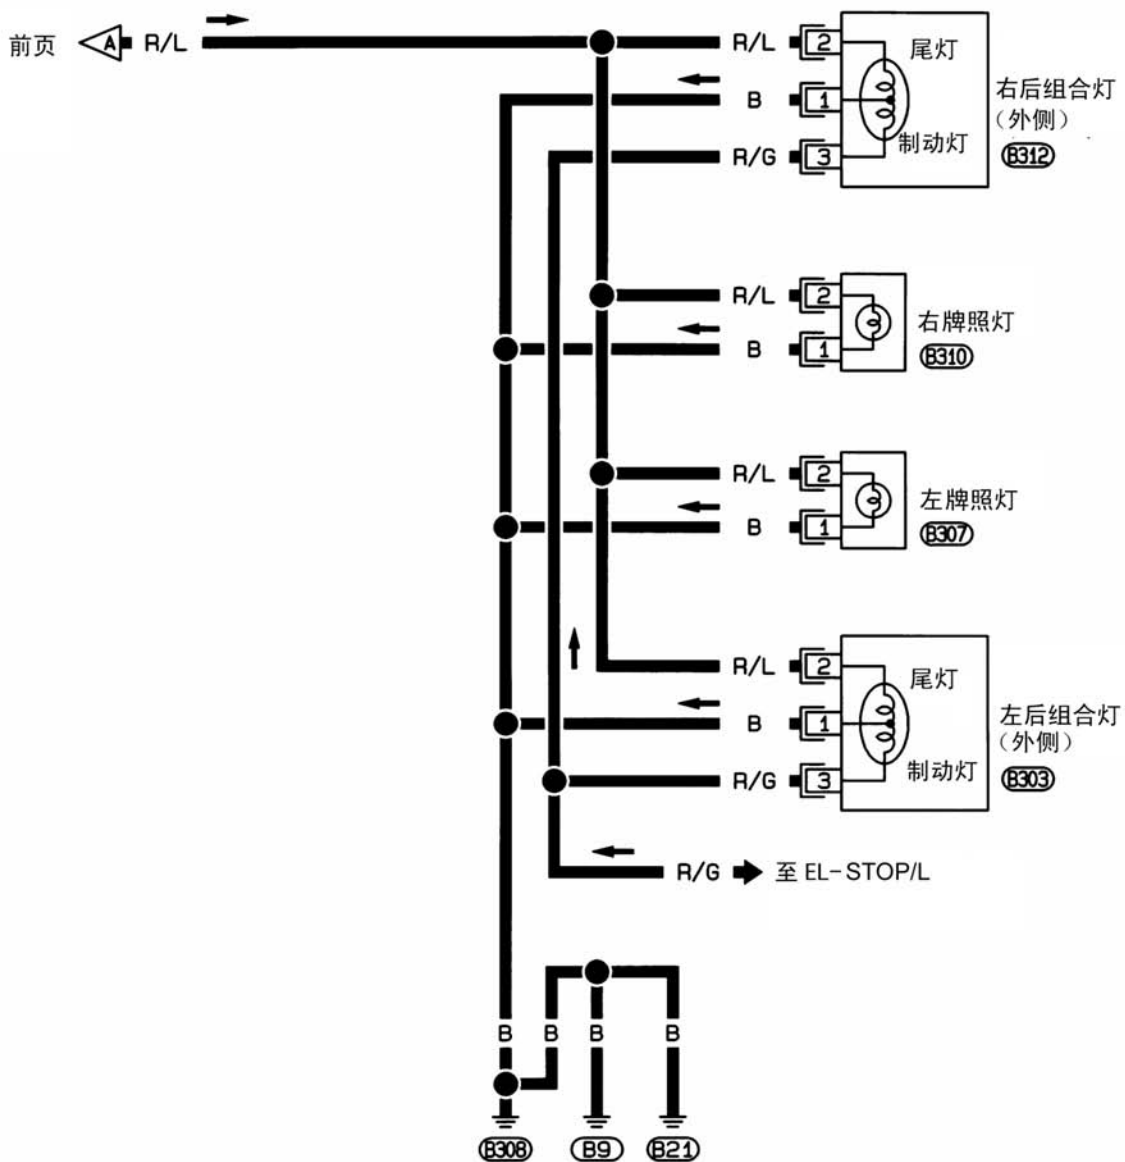 前页 A R/L
R/L 2 尾灯
B 1
R/G 3 制动灯
右后组合灯
（外侧）
B312
R/L 2
B 1
右牌照灯
B310
R/L 2
B 1
左牌照灯
B307
R/L 2 尾灯
B 1
R/G 3 制动灯
左后组合灯
（外侧）
B303
R/G 至 EL-STOP/L
B B B B
B308 B9 B21